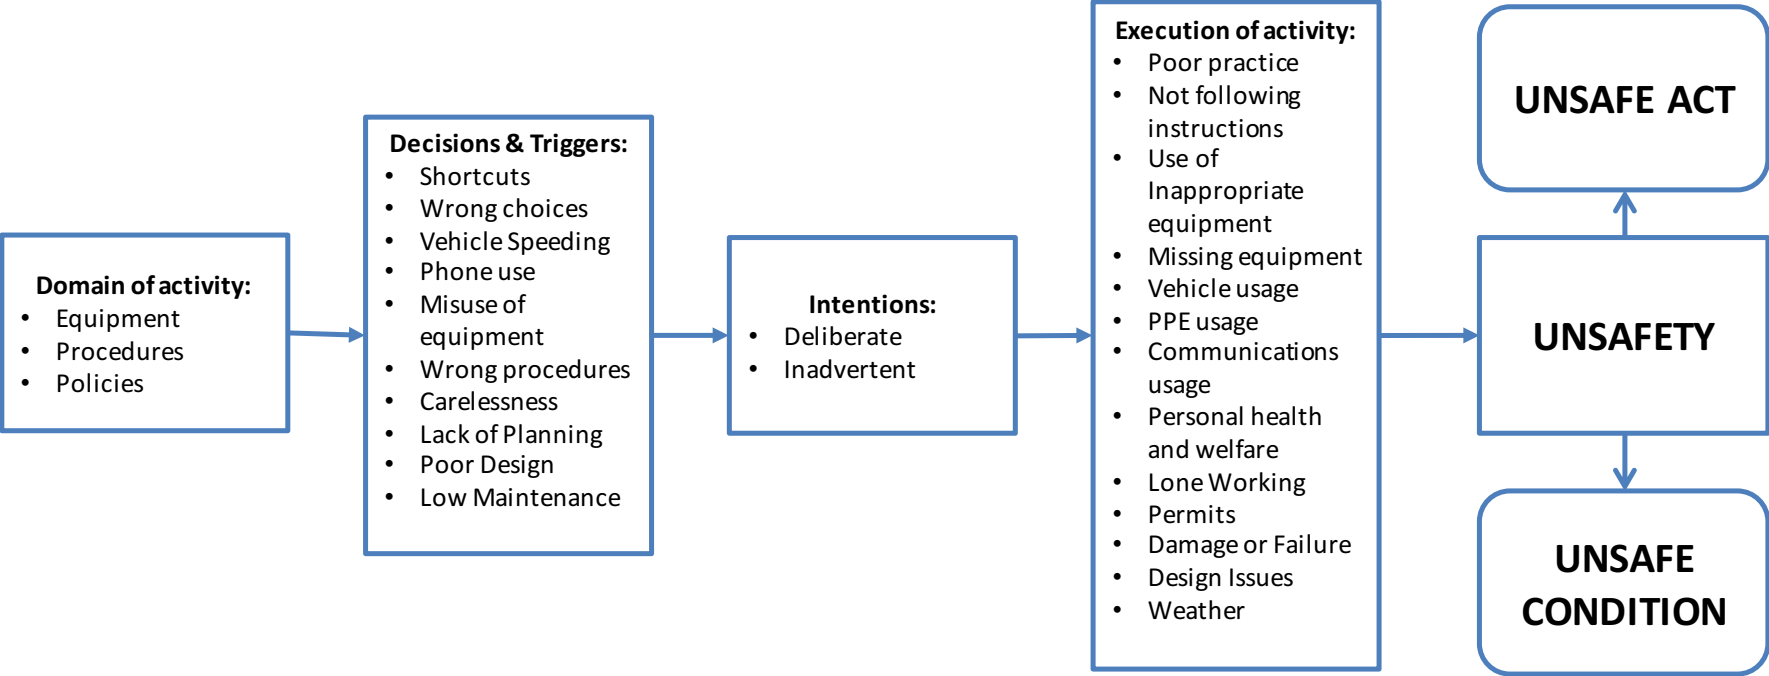 Domain of activity:
• Equipment
• Procedures
• Policies
Decisions & Triggers:
• Shortcuts
• Wrong choices
• Vehicle Speeding
• Phone use
• Misuse of
equipment
• Wrong procedures
• Carelessness
• Lack of Planning
• Poor Design
• Low Maintenance
Intentions:
• Deliberate
• Inadvertent
Execution of activity:
• Poor practice
• Not following
instructions
• Use of
Inappropriate
equipment
• Missing equipment
• Vehicle usage
• PPE usage
• Communications
usage
• Personal health
and welfare
• Lone Working
• Permits
• Damage or Failure
• Design Issues
• Weather
UNSAFE ACT
UNSAFETY
UNSAFE
CONDITION